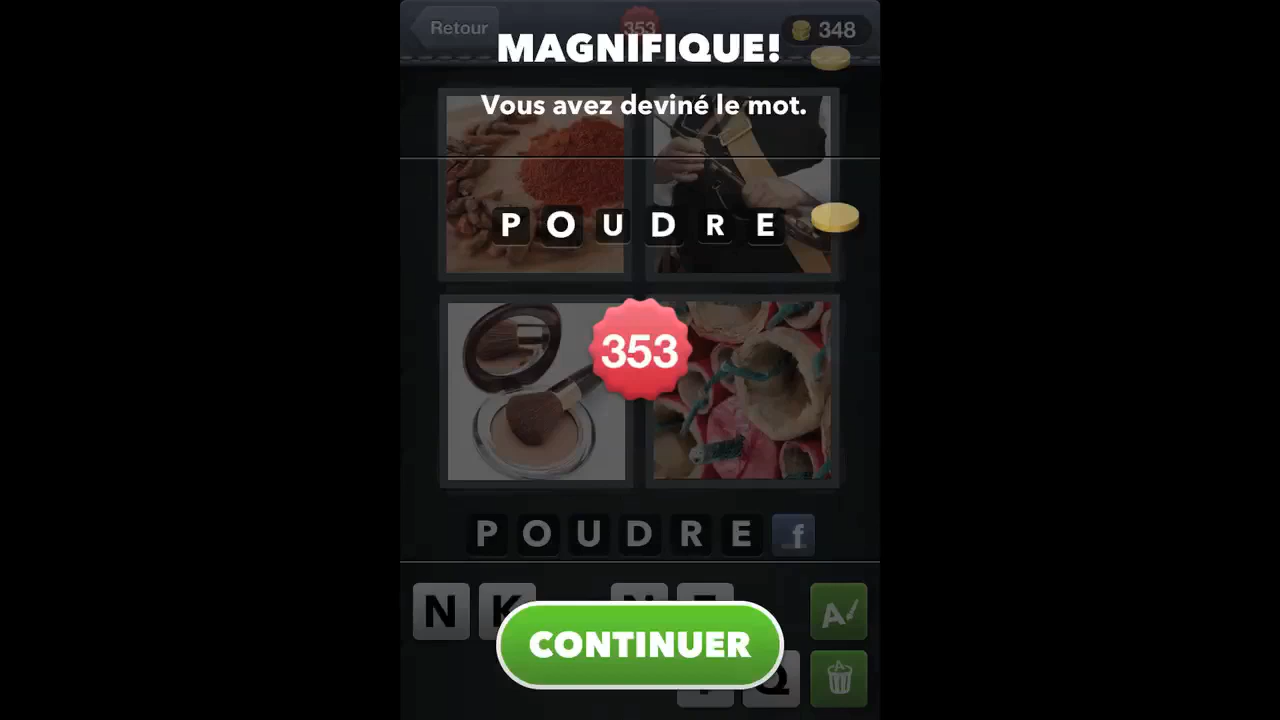 Retour 353 348
MAGNIFIQUE!
Vous avez deviné le mot.
POUDRE
353
POUDRE f
N K
A
CONTINUER
Q